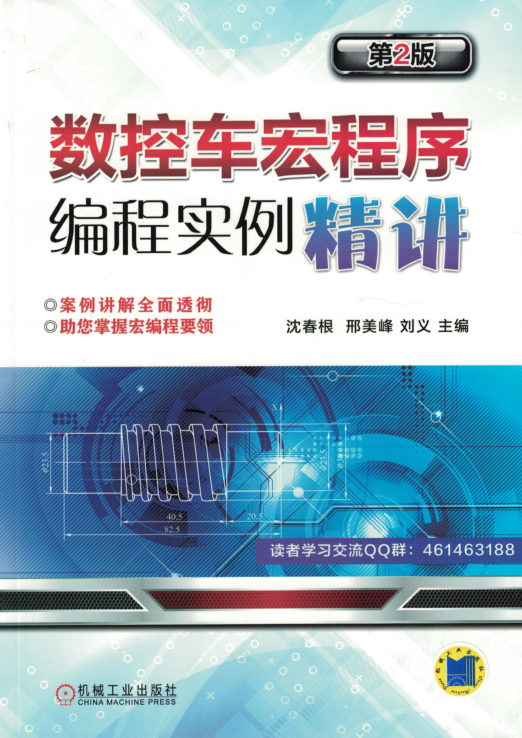 第2版
数控车宏程序
编程实例精讲
◎案例讲解全面透彻
◎助您掌握宏编程要领
沈春根 邢美峰 刘义 主编
X
ø23.5
40.5
20.5
82.5
读者学习交流QQ群：461463188
机械工业出版社
CHINA MACHINE PRESS